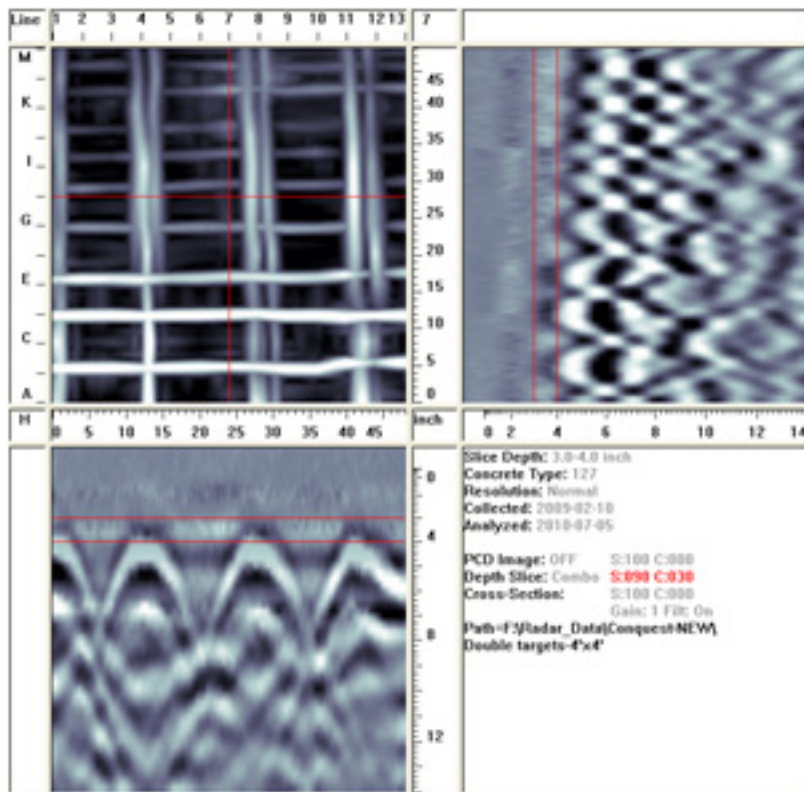 Line 1 2 3 4 5 6 7 8 9 10 11 12 13 7
M
K
I
G
E
C
A
45
40
35
30
25
20
15
10
5
0
H 0 5 10 15 20 25 30 35 40 45 inch 0 2 4 6 8 10 12 14
0
4
8
12
Slice Depth: 3.0-4.0 inch
Concrete Type: 127
Resolution: Normal
Collected: 2009-02-10
Analyzed: 2010-07-05
PCD Image: OFF S:100 C:000
Depth Slice: Combo S:090 C:030
Cross-Section: S:100 C:000
Gain: 1 Filt: On
Path=F:\Radar_Data\Conquest-NEW\
Double targets-4"x4"